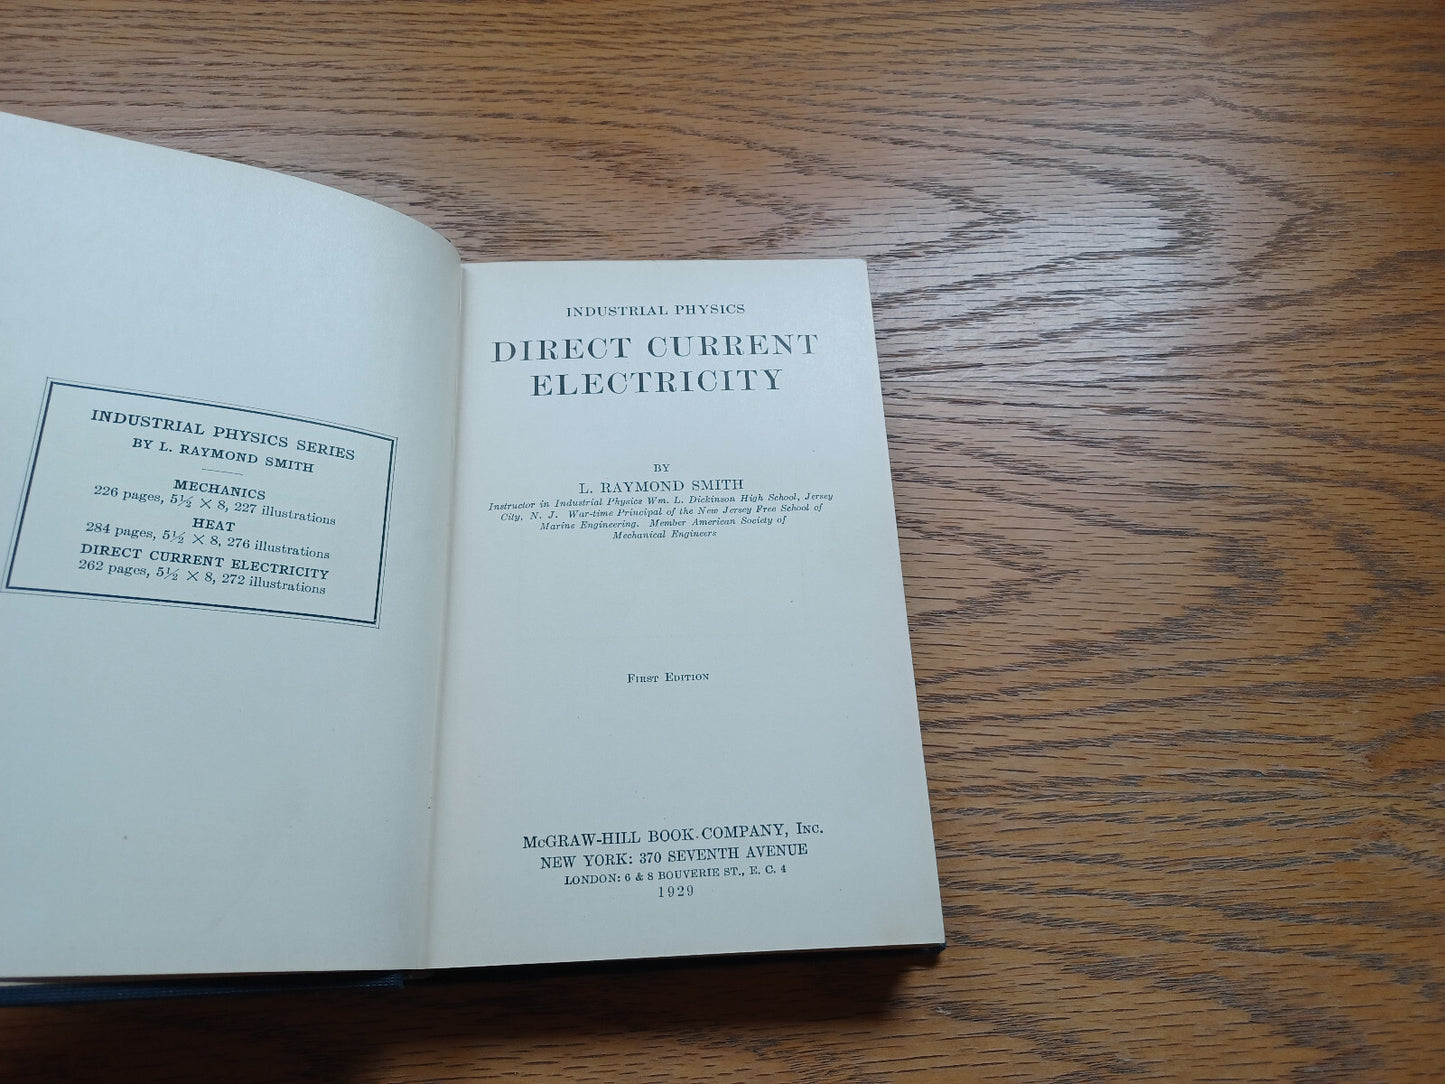 INDUSTRIAL PHYSICS SERIES
BY L. RAYMOND SMITH
MECHANICS
226 pages, 5½ × 8, 227 illustrations
HEAT
284 pages, 5½ × 8, 276 illustrations
DIRECT CURRENT ELECTRICITY
262 pages, 5½ × 8, 272 illustrations
INDUSTRIAL PHYSICS
DIRECT CURRENT
ELECTRICITY
BY
L. RAYMOND SMITH
Instructor in Industrial Physics Wm. L. Dickinson High School, Jersey
City, N. J. War-time Principal of the New Jersey Free School of
Marine Engineering. Member American Society of
Mechanical Engineers
First Edition
McGRAW-HILL BOOK COMPANY, Inc.
NEW YORK: 370 SEVENTH AVENUE
LONDON: 6 & 8 BOUVERIE ST., E. C. 4
1929